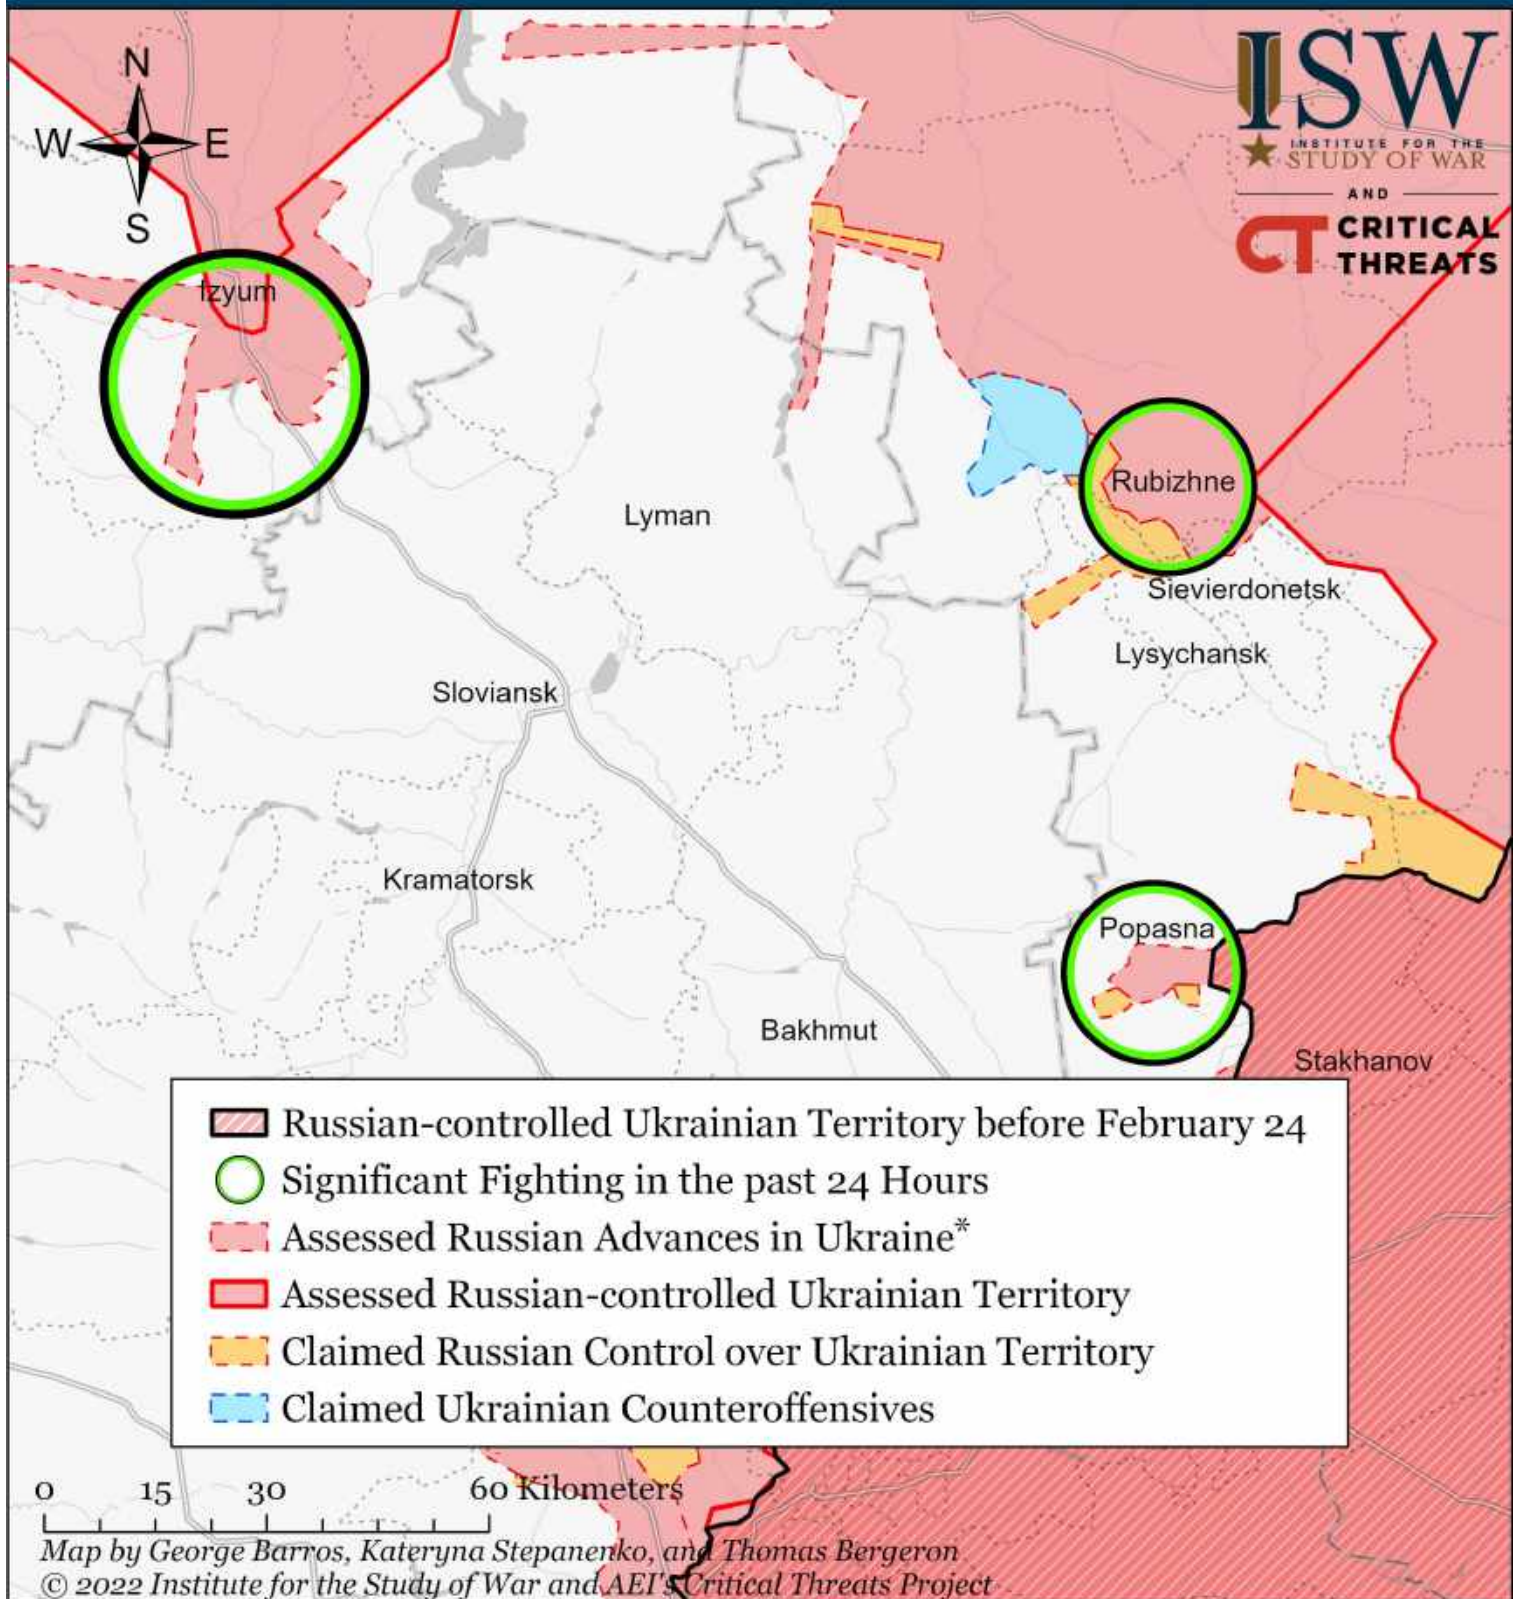 N
W E
S
ISW
INSTITUTE FOR THE
STUDY OF WAR
AND
CT CRITICAL
THREATS
Izyum
Rubizhne
Lyman
Sievierdonetsk
Lysychansk
Sloviansk
Kramatorsk
Popasna
Bakhmut
Stakhanov
Russian-controlled Ukrainian Territory before February 24
Significant Fighting in the past 24 Hours
Assessed Russian Advances in Ukraine*
Assessed Russian-controlled Ukrainian Territory
Claimed Russian Control over Ukrainian Territory
Claimed Ukrainian Counteroffensives
0 15 30 60 Kilometers
Map by George Barros, Kateryna Stepanenko, and Thomas Bergeron
© 2022 Institute for the Study of War and AEI's Critical Threats Project